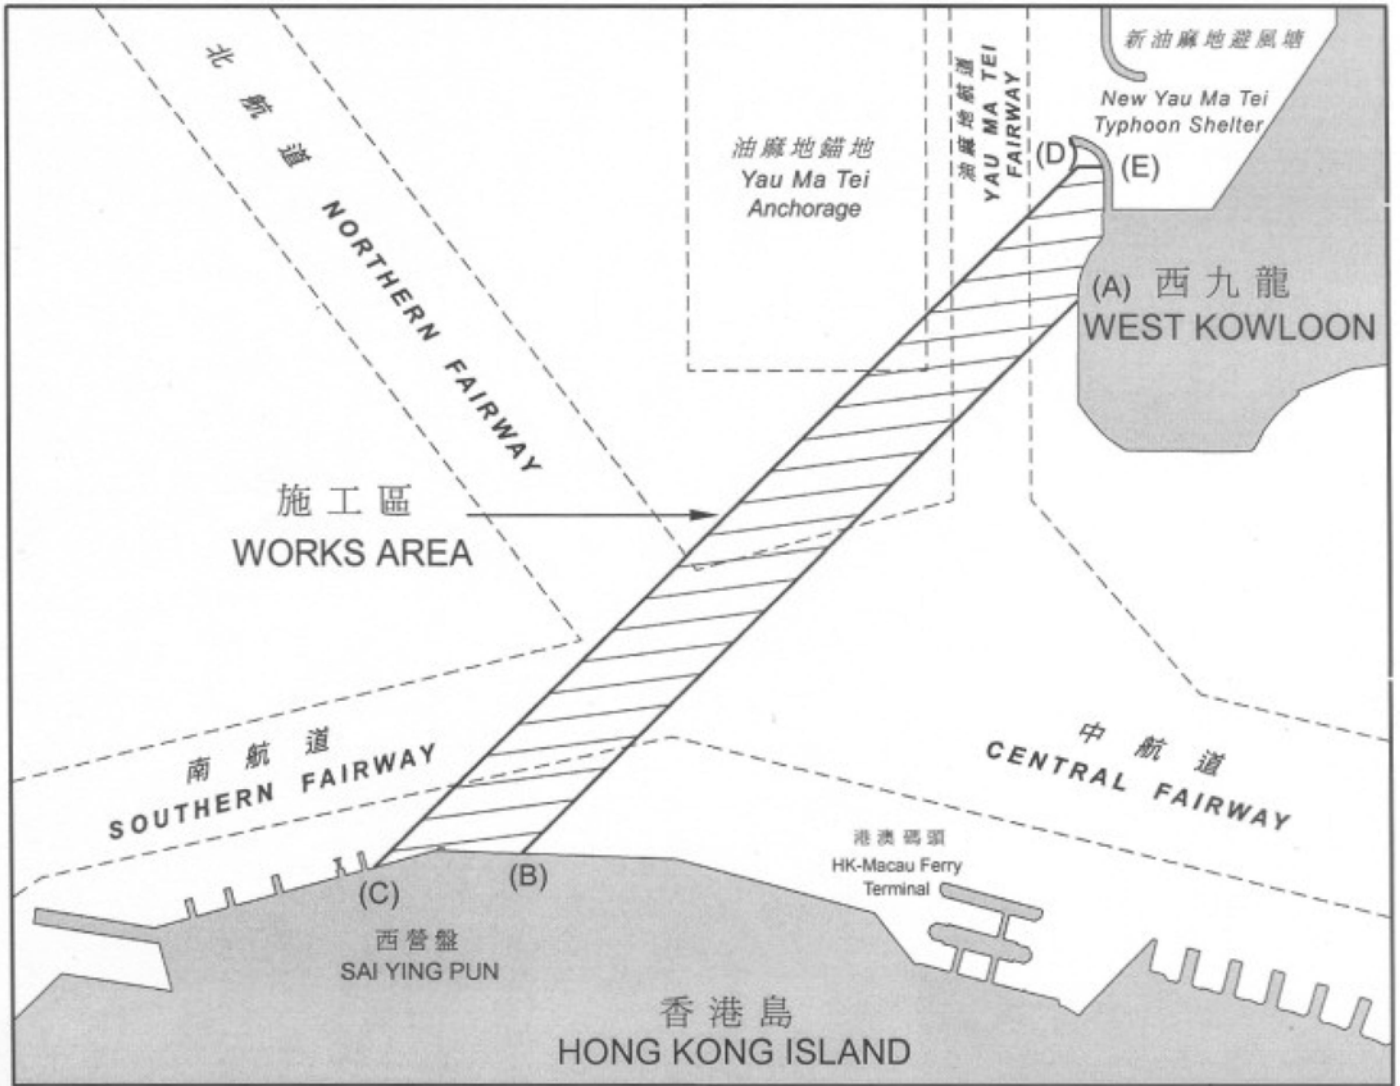 北航道
NORTHERN FAIRWAY
油麻地錨地
Yau Ma Tei
Anchorage
油麻地航道
YAU MA TEI
FAIRWAY
新油麻地避風塘
New Yau Ma Tei
Typhoon Shelter
(D)
(E)
(A)
西九龍
WEST KOWLOON
施工區
WORKS AREA
南航道
SOUTHERN FAIRWAY
中航道
CENTRAL FAIRWAY
港澳碼頭
HK-Macau Ferry
Terminal
(C)
(B)
西營盤
SAI YING PUN
香港島
HONG KONG ISLAND